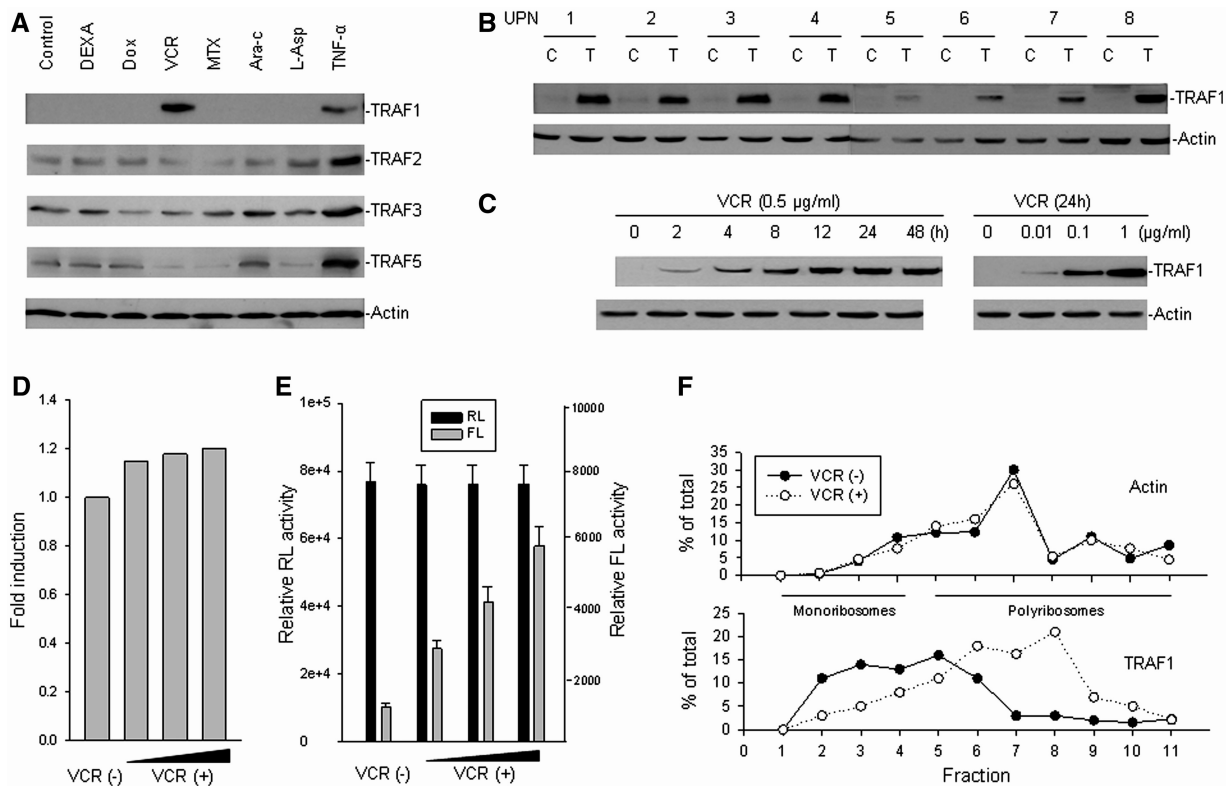 A
Control DEXA Dox VCR MTX Ara-c L-Asp TNF-α
-TRAF1
-TRAF2
-TRAF3
-TRAF5
-Actin
B
UPN 1 2 3 4 5 6 7 8
C T C T C T C T C T C T C T C T
-TRAF1
-Actin
C
VCR (0.5 µg/ml)
0 2 4 8 12 24 48 (h)
VCR (24h)
0 0.01 0.1 1 (µg/ml)
-TRAF1
-Actin
D
Fold induction
1.4
1.2
1.0
0.8
0.6
0.4
0.2
0.0
VCR (-) VCR (+)
E
RL
FL
Relative RL activity
1e+5
8e+4
6e+4
4e+4
2e+4
0
Relative FL activity
10000
8000
6000
4000
2000
VCR (-) VCR (+)
F
VCR (-)
VCR (+)
Actin
% of total
35
30
25
20
15
10
5
0
Monoribosomes Polyribosomes
TRAF1
% of total
20
15
10
5
0
0 1 2 3 4 5 6 7 8 9 10 11
Fraction